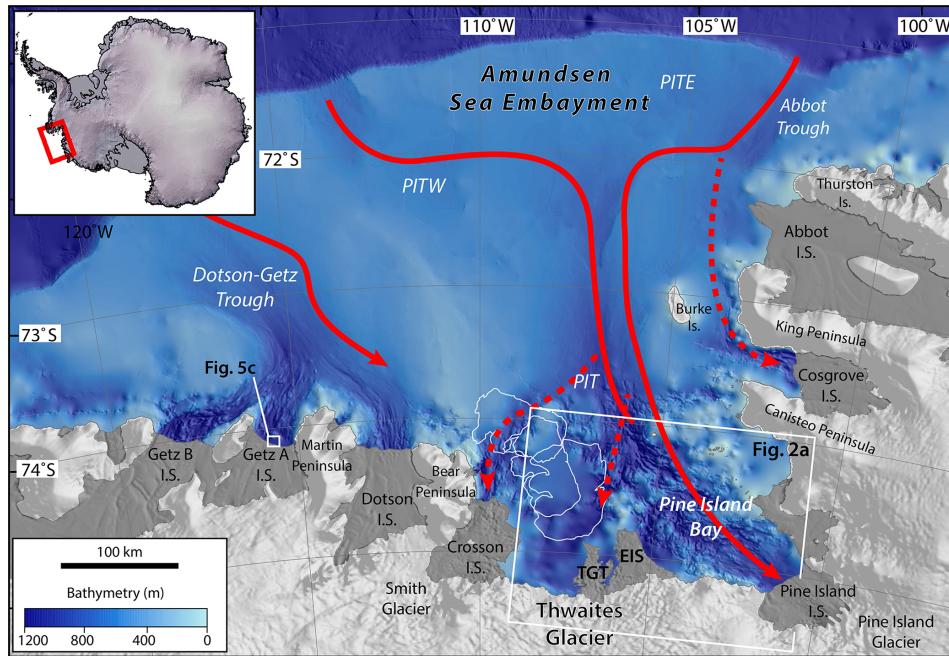 110˚W
105˚W
100˚W
Amundsen
Sea Embayment
PITE
Abbot
Trough
72˚S
PITW
Thurston
Is.
120˚W
Abbot
I.S.
Dotson-Getz
Trough
Burke
Is.
King Peninsula
73˚S
Fig. 5c
PIT
Cosgrove
I.S.
Canisteo Peninsula
Fig. 2a
Getz B
I.S.
Getz A
I.S.
Martin
Peninsula
74˚S
Bear
Peninsula
Dotson
I.S.
Pine Island
Bay
100 km
Crosson
I.S.
EIS
TGT
Bathymetry (m)
Smith
Glacier
Pine Island
I.S.
Thwaites
Glacier
Pine Island
Glacier
1200 800 400 0